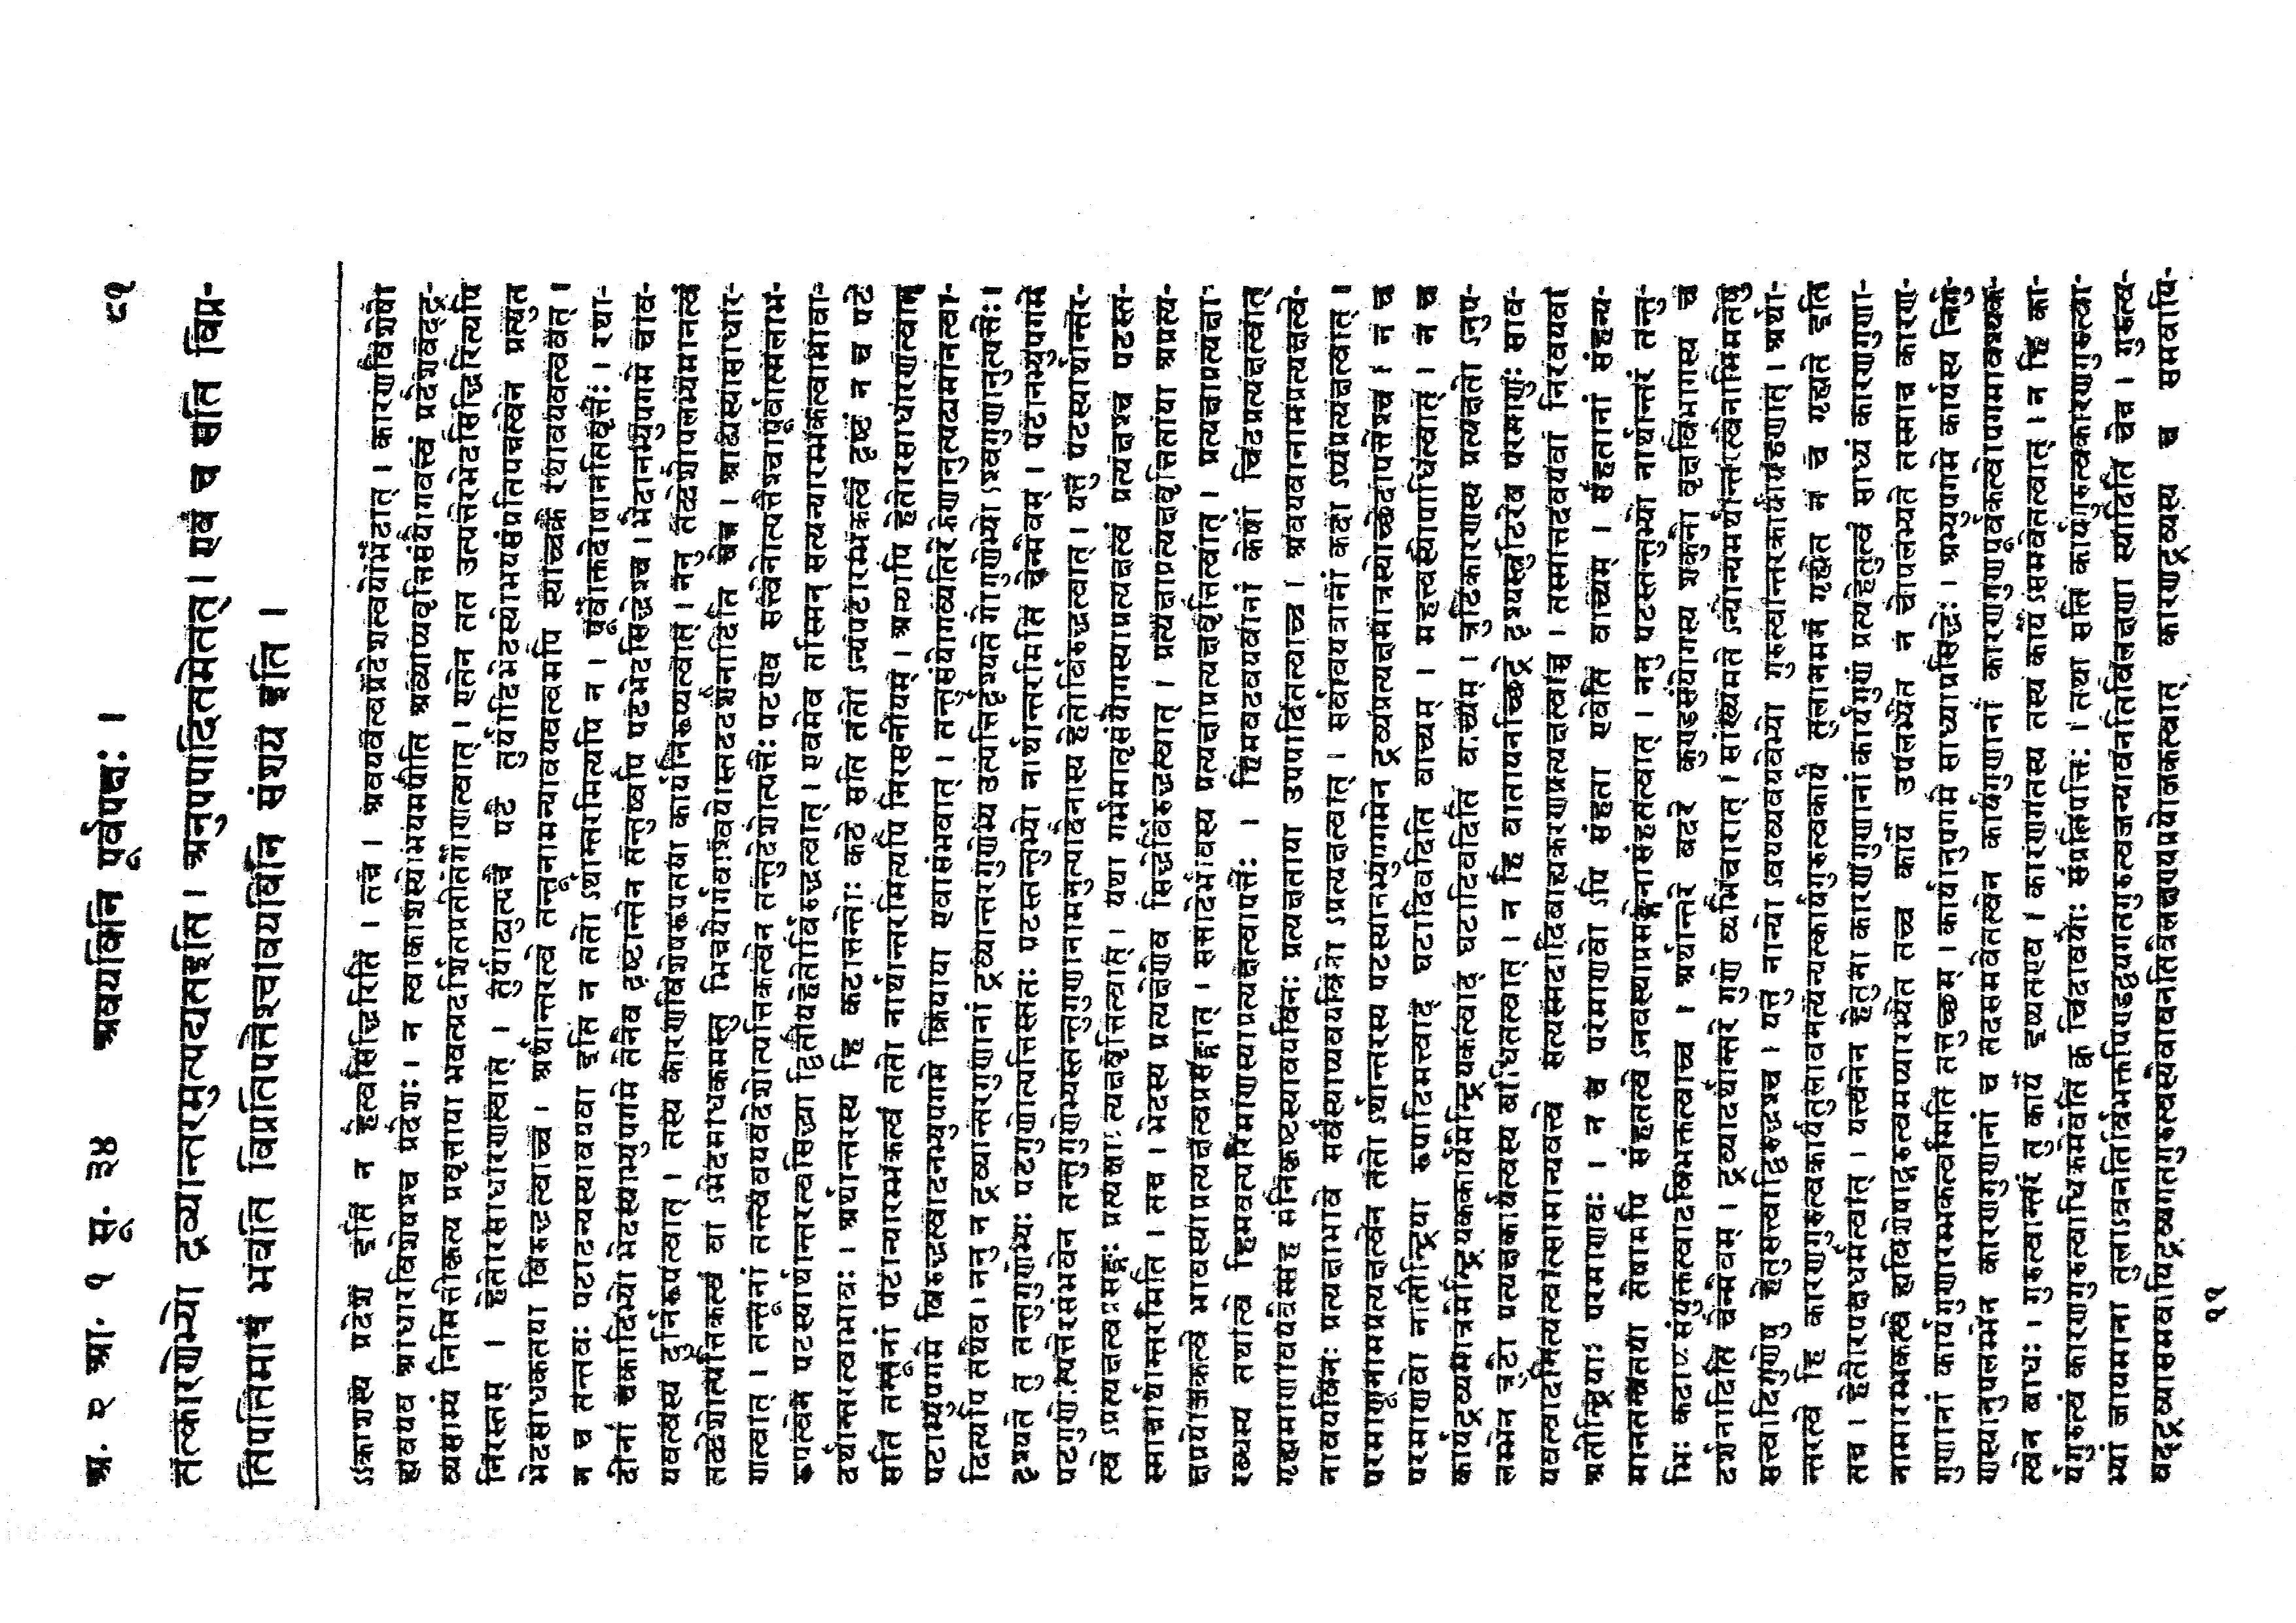 अ. २ आ. १ सू. ३४ अवयविनि पूर्वपक्षः । ८१
तत्कारणेभ्यो द्रव्यान्तरमुत्पद्यतइति। अनुपपादितमेतत्। एवं च सति विप्र-
तिपत्तिमात्रं भवति विप्रतिपत्तेश्चावयविनि संशय इति ।
ऽऽकाशस्य प्रदेश इति न हेत्वसिद्धिरिति । तन्न । अवयवत्वप्रदेशत्वयोर्भेदात् । कारणविशेषो
ह्यवयव आधारविशेषश्च प्रदेशः । न त्वाकाशस्योभयमपीति अव्याप्यवृत्तिसंयोगवत्त्वं प्रदेशवद्द्र-
व्यसाम्यं निमित्तीकृत्य प्रवृत्ताया भवत्प्रदर्शितप्रतीतेर्गौणत्वात् । एतेन तत उत्पत्तेरभेदसिद्धिरित्यपि
निरस्तम् । हेतोरसाधारणत्वात् । तुर्याद्युत्पन्ने पटे तुर्यादिभेदस्योभयसंप्रतिपन्नत्वेन प्रत्युत
भेदसाधकतया विरुद्धत्वाच्च । अर्थान्तरत्वे तन्तूनामन्यावयवत्वमपि स्याच्चक्रे रथावयवत्ववत् ।
न च तन्तवः पटादन्यस्यावयवा इति न ततो ऽर्थान्तरमित्यपि न । पूर्वोक्तदोषानतिवृत्तेः । रथा-
दीनां चक्रादिभ्यो भेदस्याभ्युपगमे तेनैव दृष्टान्तेन तन्तुष्वपि पटभेदसिद्धेश्च । भेदानभ्युपगमे चाव-
यवत्वस्य दुर्निरूपत्वात् । तस्य कारणविशेषरूपतया कार्यनिरूप्यत्वात् । ननु तद्देशोपलभ्यमानत्वं
तद्देशोत्पत्तिकत्वं वा ऽभेदसाधकमस्तु भिन्नयोर्गवाश्वयोस्तददर्शनादिति चेन्न । आद्यस्यासाधार-
णत्वात् । तन्तूनां तन्त्ववयवदेशोत्पत्तिकत्वेन तन्तुदेशोत्पत्तेः पटएव सत्त्वेनोत्पत्तेश्चापूर्वात्मलाभ-
रूपत्वेन पटस्यार्थान्तरत्वसिद्ध्या द्वितीयहेतोर्विरुद्धत्वात् । एवमेव तस्मिन् सत्यन्यारम्भकत्वाभावा-
दर्थान्तरत्वाभावः । अर्थान्तरस्य हि कटात्तन्तोः कटे सति ततो ऽन्यपटारम्भकत्वं दृष्टं न च पटे
सति तन्तूनां पटान्यारम्भकत्वं ततो नार्थान्तरमित्यपि निरसनीयम् । अत्रापि हेतोरसाधारणत्वात्
पटाभ्युपगमे विरुद्धत्वादनभ्युपगमे क्रियाया एवासंभवात् । तन्तुसंयोगव्यतिरेकेणानुत्पद्यमानत्वा-
दित्यपि तथैव । ननु न द्रव्यान्तरगुणानां द्रव्यान्तरगुणेभ्य उत्पत्तिर्दृश्यते गोगुणेभ्यो ऽश्वगुणानुत्पत्तेः।
दृश्यते तु तन्तुगुणेभ्यः पटगुणोत्पत्तिस्ततः पटस्तन्तुभ्यो नार्थान्तरमिति चेन्मैवम् । पटानभ्युपगमे
पटगुणोत्पत्तेरसंभवेन तन्तुगुणेभ्यस्तन्तुगुणानामनुत्पादेनास्य हेतोर्विरुद्धत्वात् । यत्तु पटस्यार्थान्तर-
त्वे ऽप्रत्यक्षत्वप्रसङ्गः प्रत्यक्षाप्रत्यक्षवृत्तित्वात् । यथा गर्भमातृसंयोगस्याप्रत्यक्षत्वं प्रत्यक्षश्च पटस्त-
स्मान्नार्थान्तरमिति । तन्न । भेदस्य प्रत्यक्षेणैव सिद्धेर्विरुद्धत्वात् । प्रत्यक्षाप्रत्यक्षवृत्तिताया अप्रत्य-
क्षप्रयोजकत्वे भावस्याप्रत्यक्षत्वप्रसङ्गात् । सत्तादेर्भावस्य प्रत्यक्षाप्रत्यक्षवृत्तित्वात् । प्रत्यक्षाप्रत्यक्षा-
रब्धस्य तथात्वे हिमवत्परिमाणस्याप्रत्यक्षत्वापत्तेः । हिमवदवयवानां केषां चिदप्रत्यक्षत्वात्
गृह्यमाणावयवैस्सह संनिकृष्टस्यावयविनः प्रत्यक्षताया उपपादितत्वाच्च । अवयवानामप्रत्यक्षत्वे-
नावयविनः प्रत्यक्षाभावे सर्वस्याप्यवयविनो ऽप्रत्यक्षत्वात् । सर्वावयवानां कदा ऽप्यप्रत्यक्षत्वात् ।
परमाणूनामप्रत्यक्षत्वेन ततो ऽर्थान्तरस्य पटस्यानभ्युपगमेन द्रव्यप्रत्यक्षमात्रस्योच्छेदापत्तेश्च । न च
परमाणवो नातीन्द्रिया रूपादिमत्त्वाद् घटादिवदिति वाच्यम् । महत्त्वस्योपाधित्वात् । न च
कार्यद्रव्यमात्रमैन्द्रियककार्यमैन्द्रियकत्वाद् घटादिवदिति वाच्यम् । त्रुटिकारणस्य प्रत्यक्षतो ऽनुप-
लम्भेन त्रुटौ प्रत्यक्षकार्यत्वस्य बाधितत्वात् । न हि वातायनच्छिद्रे दृश्यस्त्रुटिरेव परमाणुः साव-
यवत्वादनित्यत्वात्सामान्यवत्त्वे सत्यस्मदादिबाह्यकरणप्रत्यक्षत्वाच्च । तस्मात्तदवयवा निरवयवा
अतीन्द्रियाः परमाणवः । न च परमाणवो ऽपि संहता एवेति वाच्यम् । संहतानां संहन्य-
मानतन्त्रतया तेषामपि संहतत्वे ऽनवस्थाप्रसङ्गेनासंहतत्वात् । ननु पटस्तन्तुभ्यो नार्थान्तरं तन्तु-
भिः कदाप्यसंयुक्तत्वादविभक्तत्वाच्च । अर्थान्तरे बदरे कुण्डसंयोगस्य शकुनौ वृक्षविभागस्य च
दर्शनादिति चेन्मैवम् । द्रव्यादर्थान्तरे गुणे व्यभिचारात् । सांख्यमते ऽन्योन्यमर्थान्तरत्वेनाभिमतेषु
सत्त्वादिगुणेषु हेतुसत्त्वाद्विरुद्धश्च । यत्तु नान्यो ऽवयव्यवयवेभ्यो गुरुत्वान्तरकार्याग्रहणात् । अर्था-
न्तरत्वे हि कारणगुरुत्वकार्यतुलावनत्यन्यत्कार्यगुरुत्वकार्यं तुलानमनं गृह्येत न च गृह्यते इति
तन्न । हेतोरपक्षधर्मत्वात् । यत्त्वनेन हेतुना कारणगुणानां कार्यगुणं प्रत्यहेतुत्वं साध्यं कारणगुणा-
नामारम्भकत्वे ह्यविशेषाद्गुरुत्वमप्यारभ्येत तच्च कार्ये उपलभ्येत न चोपलभ्यते तस्मान्न कारण-
गुणानां कार्यगुणारम्भकत्वमिति तत्तुच्छम् । कार्यानुपगमे साध्याप्रसिद्धेः । अभ्युपगमे कार्यस्य निर्गु-
णस्यानुपलम्भेन कारणगुणानां च तदसमवेतत्वेन कार्यगुणानां कारणगुणपूर्वकत्वोपगमावश्यक-
त्वेन बाधः । गुरुत्वान्तरं तु कार्ये इष्यतएव । कारणगतस्य तस्य कार्ये ऽसमवेतत्वात् । न हि का-
र्यगुरुत्वं कारणगुरुत्वाधिकमेवेति क्व चिदावयोः संप्रतिपत्तिः । तथा सति कार्यगुरुत्वकारणगुरुत्वा-
भ्यां जायमाना तुलाऽवनतिर्विभक्तपिण्डद्वयगतगुरुत्वजन्यावनतिविलक्षणा स्यादिति चेन्न । गुरुत्व-
वद्द्रव्यासमवायिद्रव्यगतगुरुत्वस्यैवावनतिवैलक्षण्यप्रयोजकत्वात् कारणद्रव्यस्य च समवायि-
११